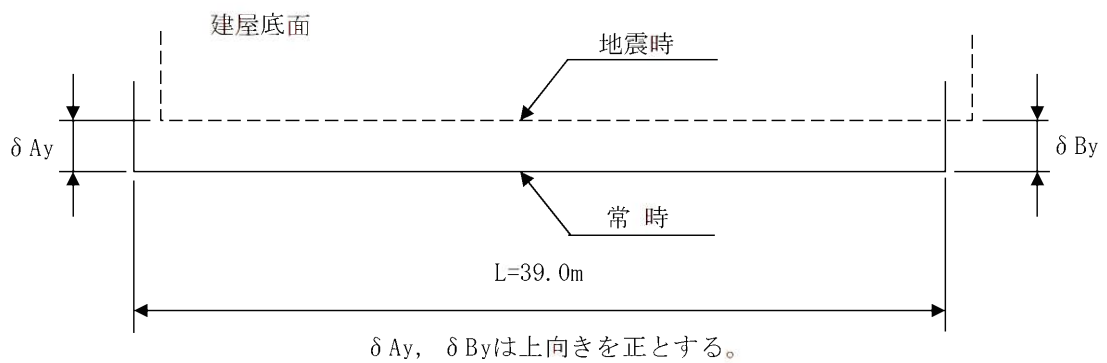 建屋底面
地震時
δAy
δBy
常 時
L=39.0m
δAy, δByは上向きを正とする。